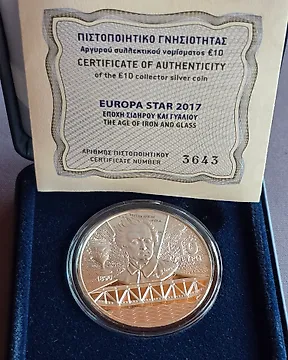 ΠΙΣΤΟΠΟΙΗΤΙΚΟ ΓΝΗΣΙΟΤΗΤΑΣ
Αργυρού συλλεκτικού νομίσματος €10
CERTIFICATE OF AUTHENTICITY
of the €10 collector silver coin
EUROPA STAR 2017
ΕΠΟΧΗ ΣΙΔΗΡΟΥ ΚΑΙ ΓΥΑΛΙΟΥ
THE AGE OF IRON AND GLASS
ΑΡΙΘΜΟΣ ΠΙΣΤΟΠΟΙΗΤΙΚΟΥ
CERTIFICATE NUMBER
3643